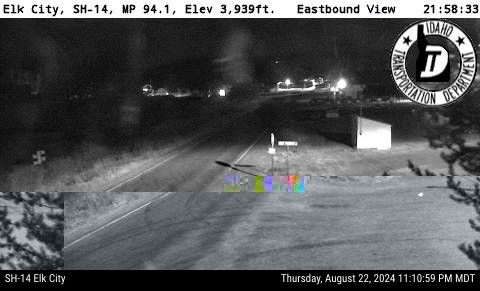 Elk City, SH-14, MP 94.1, Elev 3,939ft. Eastbound View 21:58:33
IDAHO
TRANSPORTATION DEPARTMENT
SH-14 Elk City Thursday, August 22, 2024 11:10:59 PM MDT